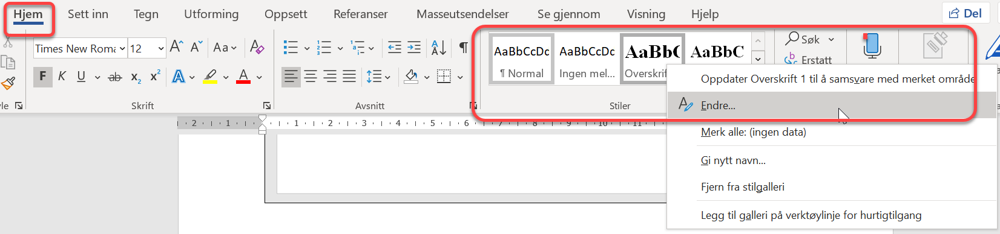 Hjem Sett inn Tegn Utforming Oppsett Referanser Masseutsendelser Se gjennom Visning Hjelp Del
Times New Roma 12 Aa A Søk
AaBbCcDc AaBbCcDc AaBbC AaBbC
¶ Normal Ingen mel... Overskrif Erstatt
F K U ab x₂ x² A A
Oppdater Overskrift 1 til å samsvare med merket område
Skrift Avsnitt Stiler
Endre...
2 1 1 2 3 4 5 6 7 8 9 10 11
Merk alle: (ingen data)
Gi nytt navn...
Fjern fra stilgalleri
Legg til galleri på verktøylinje for hurtigtilgang